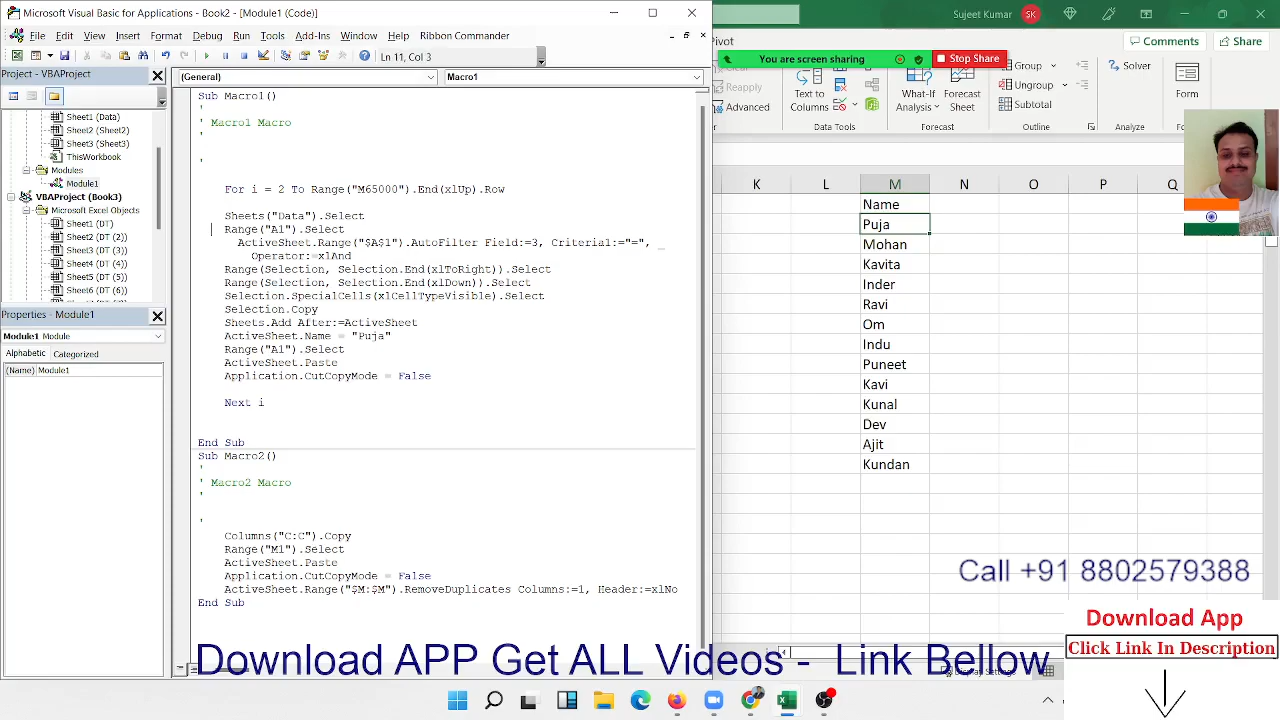 Microsoft Visual Basic for Applications - Book2 - [Module1 (Code)]
File Edit View Insert Format Debug Run Tools Add-Ins Window Help Ribbon Commander
Ln 11, Col 3
Project - VBAProject
Sheet1 (Data)
Sheet2 (Sheet2)
Sheet3 (Sheet3)
ThisWorkbook
Modules
Module1
VBAProject (Book3)
Microsoft Excel Objects
Sheet1 (DT)
Sheet2 (DT (2))
Sheet3 (DT (3))
Sheet4 (DT (4))
Sheet5 (DT (5))
Sheet6 (DT (6))
Properties - Module1
Module1 Module
Alphabetic Categorized
(Name) Module1
(General) Macro1
Sub Macro1()
'
' Macro1 Macro
'
'
For i = 2 To Range("M65000").End(xlUp).Row
Sheets("Data").Select
Range("A1").Select
ActiveSheet.Range("$A$1").AutoFilter Field:=3, Criteria1:="=", _
Operator:=xlAnd
Range(Selection, Selection.End(xlToRight)).Select
Range(Selection, Selection.End(xlDown)).Select
Selection.SpecialCells(xlCellTypeVisible).Select
Selection.Copy
Sheets.Add After:=ActiveSheet
ActiveSheet.Name = "Puja"
Range("A1").Select
ActiveSheet.Paste
Application.CutCopyMode = False
Next i
End Sub
Sub Macro2()
'
' Macro2 Macro
'
'
Columns("C:C").Copy
Range("M1").Select
ActiveSheet.Paste
Application.CutCopyMode = False
ActiveSheet.Range("$M:$M").RemoveDuplicates Columns:=1, Header:=xlNo
End Sub
Sujeet Kumar SK
Pivot
Comments Share
You are screen sharing Stop Share
Clear
Reapply
Advanced
Text to Columns
Data Tools
What-If Analysis
Forecast Sheet
Forecast
Group
Ungroup
Subtotal
Outline
Solver
Analyze
Form
K L M N O P Q
Name
Puja
Mohan
Kavita
Inder
Ravi
Om
Indu
Puneet
Kavi
Kunal
Dev
Ajit
Kundan
Call +91 8802579388
Download App
Click Link In Description
Download APP Get ALL Videos - Link Bellow
Display Settings